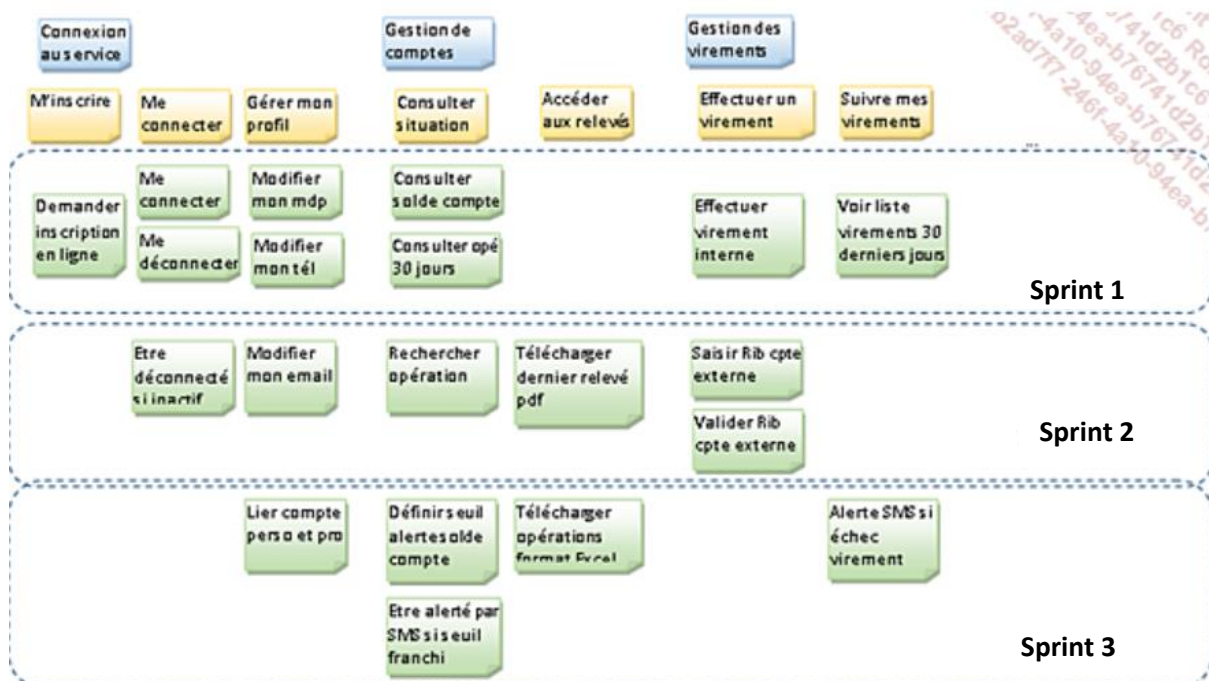 Connexion
au service
Gestion de
comptes
Gestion des
virements
M'inscrire
Me
connecter
Gérer mon
profil
Consulter
situation
Accéder
aux relevés
Effectuer un
virement
Suivre mes
virements
...
Demander
inscription
en ligne
Me
connecter
Me
déconnecter
Modifier
mon mdp
Modifier
mon tél
Consulter
solde compte
Consulter opé
30 jours
Effectuer
virement
interne
Voir liste
virements 30
derniers jours
Sprint 1
Etre
déconnecté
si inactif
Modifier
mon email
Rechercher
opération
Télécharger
dernier relevé
pdf
Saisir Rib cpte
externe
Valider Rib
cpte externe
Sprint 2
Lier compte
perso et pro
Définir seuil
alerte solde
compte
Etre alerté par
SMS si seuil
franchi
Télécharger
opérations
format Excel
Alerte SMS si
échec
virement
Sprint 3